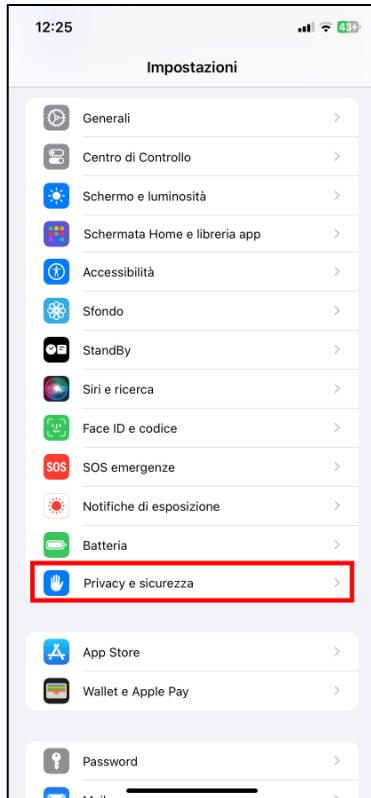 12:25
43
Impostazioni
Generali
Centro di Controllo
Schermo e luminosità
Schermata Home e libreria app
Accessibilità
Sfondo
StandBy
Siri e ricerca
Face ID e codice
SOS
SOS emergenze
Notifiche di esposizione
Batteria
Privacy e sicurezza
App Store
Wallet e Apple Pay
Password